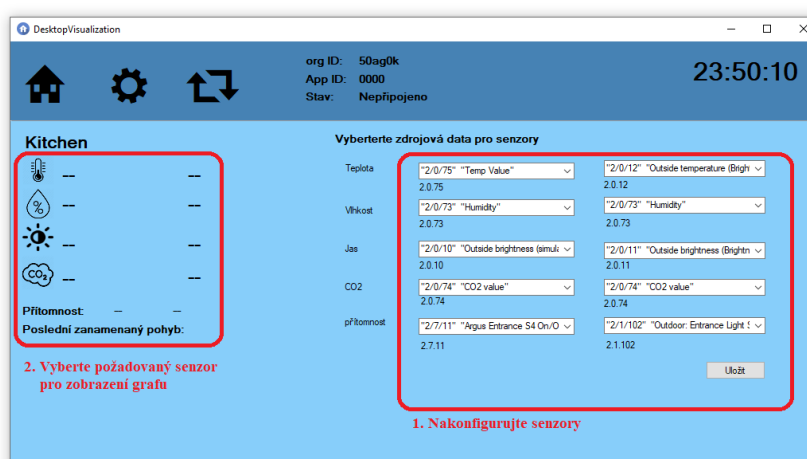 DesktopVisualization
org ID: 50ag0k
App ID: 0000
Stav: Nepřipojeno
23:50:10
Kitchen
-- --
%
-- --
-- --
CO2
-- --
Přítomnost: -- --
Poslední zanamenaný pohyb:
2. Vyberte požadovaný senzor
pro zobrazení grafu
Vyberterte zdrojová data pro senzory
Teplota "2/0/75" "Temp Value" "2/0/12" "Outside temperature (Brigh
2.0.75 2.0.12
Vlhkost "2/0/73" "Humidity" "2/0/73" "Humidity"
2.0.73 2.0.73
Jas "2/0/10" "Outside brightness (simula "2/0/11" "Outside brightness (Brightn
2.0.10 2.0.11
CO2 "2/0/74" "CO2 value" "2/0/74" "CO2 value"
2.0.74 2.0.74
přítomnost "2/7/11" "Argus Entrance S4 On/O "2/1/102" "Outdoor: Entrance Light
2.7.11 2.1.102
Uložit
1. Nakonfigurujte senzory